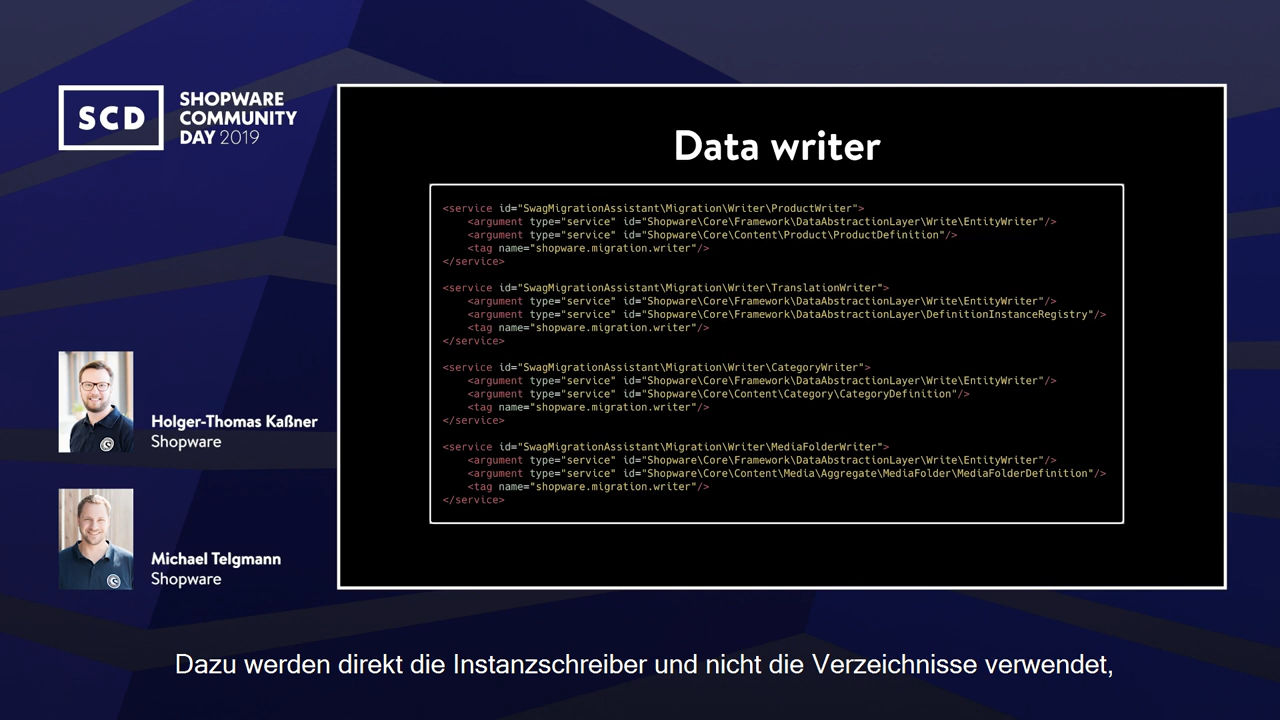 SCD
SHOPWARE
COMMUNITY
DAY 2019
Data writer
<service id="SwagMigrationAssistant\Migration\Writer\ProductWriter">
    <argument type="service" id="Shopware\Core\Framework\DataAbstractionLayer\Write\EntityWriter"/>
    <argument type="service" id="Shopware\Core\Content\Product\ProductDefinition"/>
    <tag name="shopware.migration.writer"/>
</service>
<service id="SwagMigrationAssistant\Migration\Writer\TranslationWriter">
    <argument type="service" id="Shopware\Core\Framework\DataAbstractionLayer\Write\EntityWriter"/>
    <argument type="service" id="Shopware\Core\Framework\DataAbstractionLayer\DefinitionInstanceRegistry"/>
    <tag name="shopware.migration.writer"/>
</service>
<service id="SwagMigrationAssistant\Migration\Writer\CategoryWriter">
    <argument type="service" id="Shopware\Core\Framework\DataAbstractionLayer\Write\EntityWriter"/>
    <argument type="service" id="Shopware\Core\Content\Category\CategoryDefinition"/>
    <tag name="shopware.migration.writer"/>
</service>
<service id="SwagMigrationAssistant\Migration\Writer\MediaFolderWriter">
    <argument type="service" id="Shopware\Core\Framework\DataAbstractionLayer\Write\EntityWriter"/>
    <argument type="service" id="Shopware\Core\Content\Media\Aggregate\MediaFolder\MediaFolderDefinition"/>
    <tag name="shopware.migration.writer"/>
</service>
Holger-Thomas Kaßner
Shopware
Michael Telgmann
Shopware
Dazu werden direkt die Instanzschreiber und nicht die Verzeichnisse verwendet,